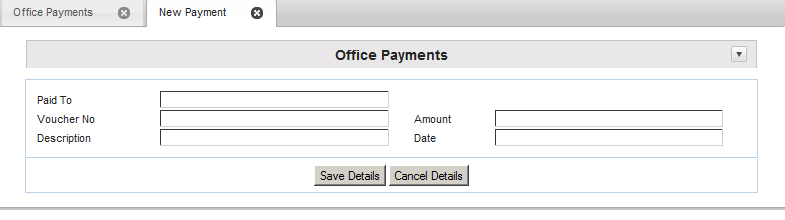 Office Payments New Payment
Office Payments
Paid To
Voucher No Amount
Description Date
Save Details Cancel Details